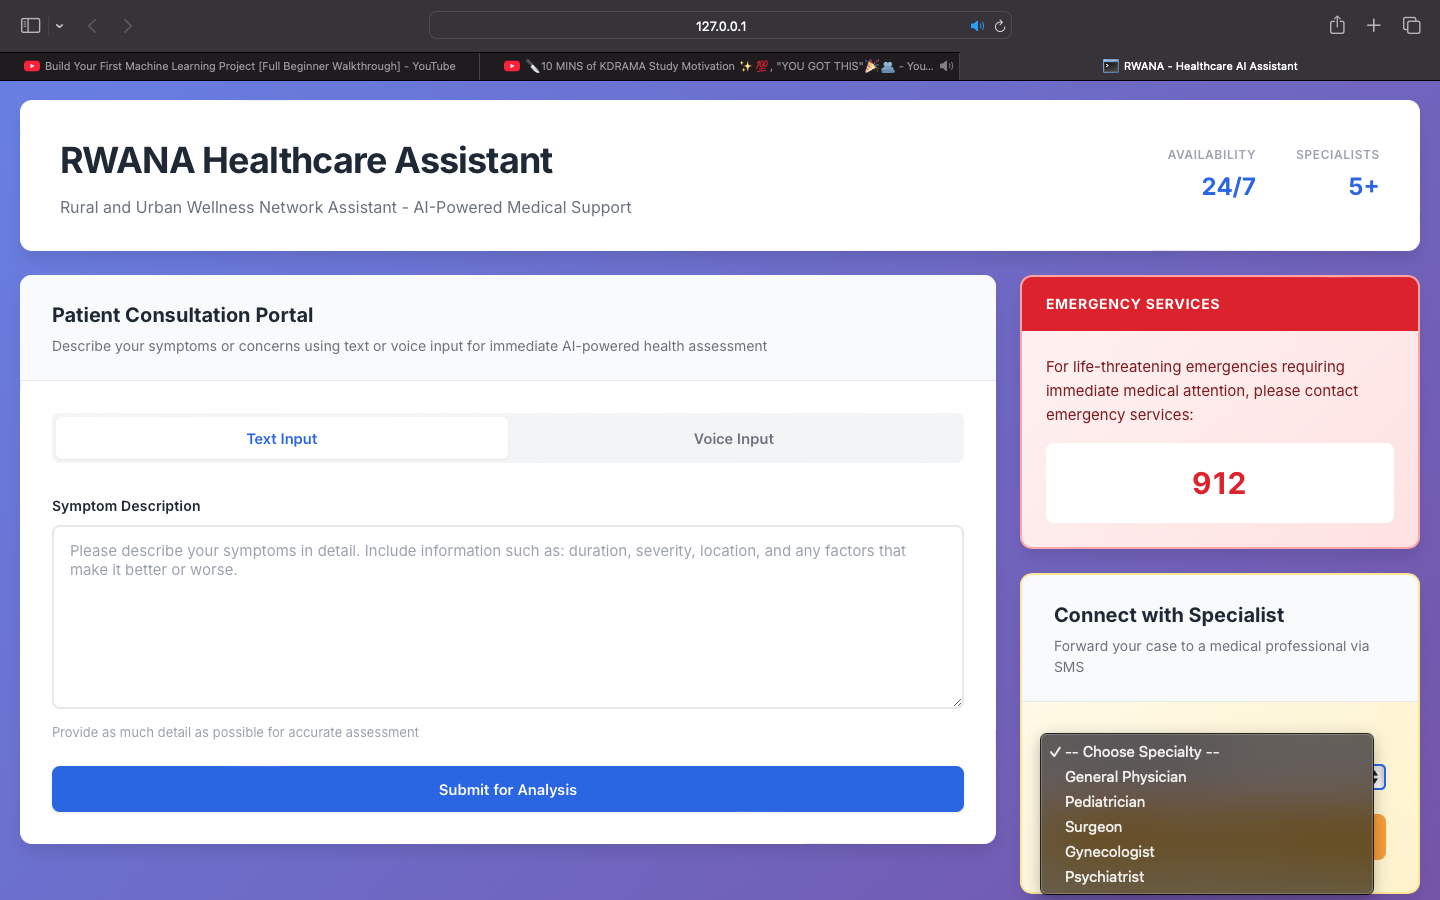 127.0.0.1
Build Your First Machine Learning Project [Full Beginner Walkthrough] - YouTube
10 MINS of KDRAMA Study Motivation ✨ 💯, "YOU GOT THIS"🎉👥 - You...
RWANA - Healthcare AI Assistant
RWANA Healthcare Assistant
Rural and Urban Wellness Network Assistant - AI-Powered Medical Support
AVAILABILITY
24/7
SPECIALISTS
5+
Patient Consultation Portal
Describe your symptoms or concerns using text or voice input for immediate AI-powered health assessment
Text Input
Voice Input
Symptom Description
Please describe your symptoms in detail. Include information such as: duration, severity, location, and any factors that
make it better or worse.
Provide as much detail as possible for accurate assessment
Submit for Analysis
EMERGENCY SERVICES
For life-threatening emergencies requiring
immediate medical attention, please contact
emergency services:
912
Connect with Specialist
Forward your case to a medical professional via
SMS
✓ -- Choose Specialty --
General Physician
Pediatrician
Surgeon
Gynecologist
Psychiatrist